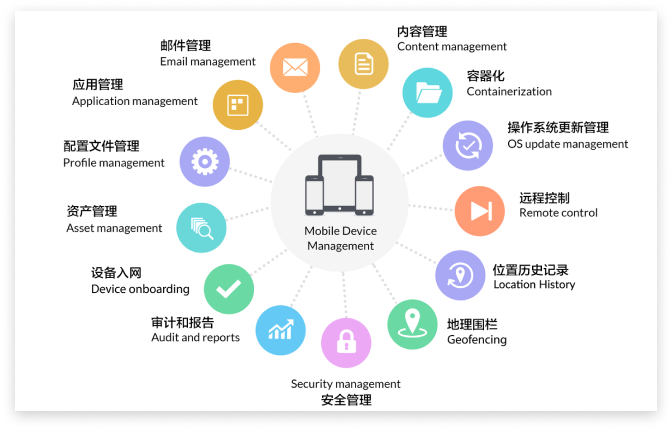 邮件管理
Email management
内容管理
Content management
应用管理
Application management
容器化
Containerization
配置文件管理
Profile management
操作系统更新管理
OS update management
资产管理
Asset management
远程控制
Remote control
Mobile Device
Management
设备入网
Device onboarding
位置历史记录
Location History
审计和报告
Audit and reports
地理围栏
Geofencing
Security management
安全管理